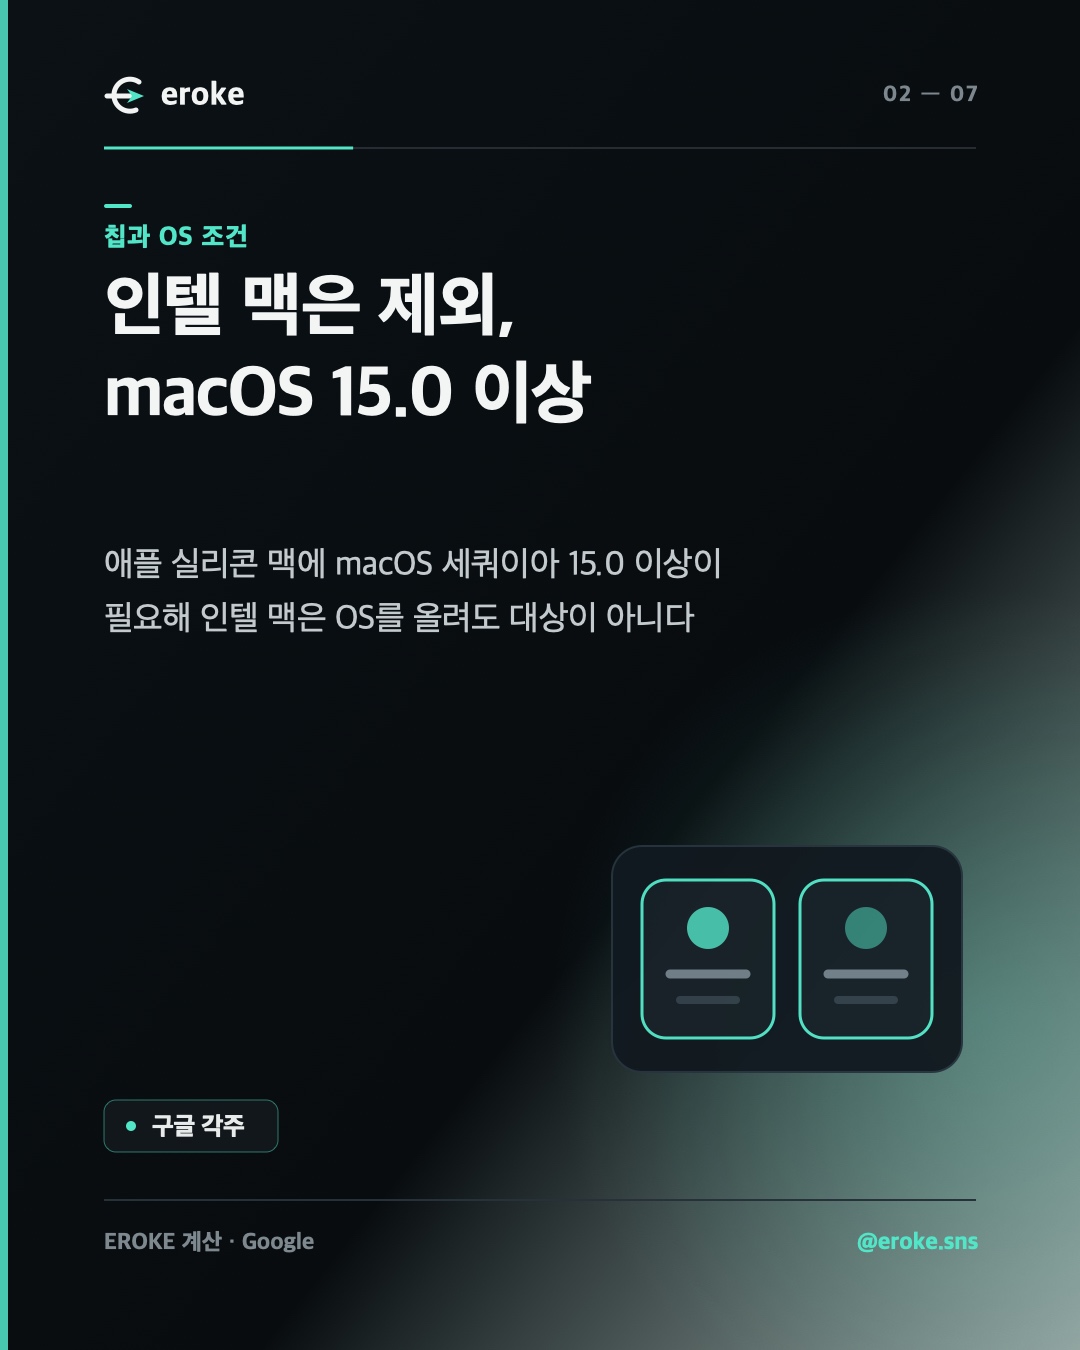 eroke
02 — 07
칩과 OS 조건
인텔 맥은 제외,
macOS 15.0 이상
애플 실리콘 맥에 macOS 세쿼이아 15.0 이상이
필요해 인텔 맥은 OS를 올려도 대상이 아니다
구글 각주
EROKE 계산 · Google
@eroke.sns